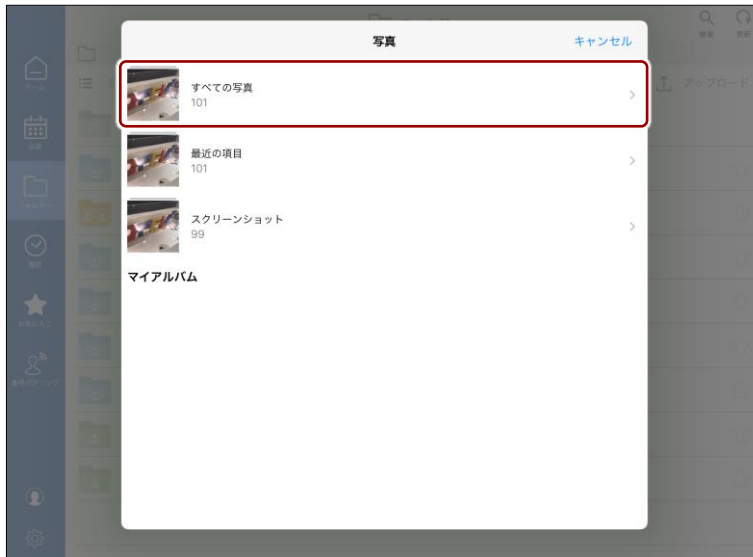 写真
キャンセル
すべての写真
101
最近の項目
101
スクリーンショット
99
マイアルバム
アップロード